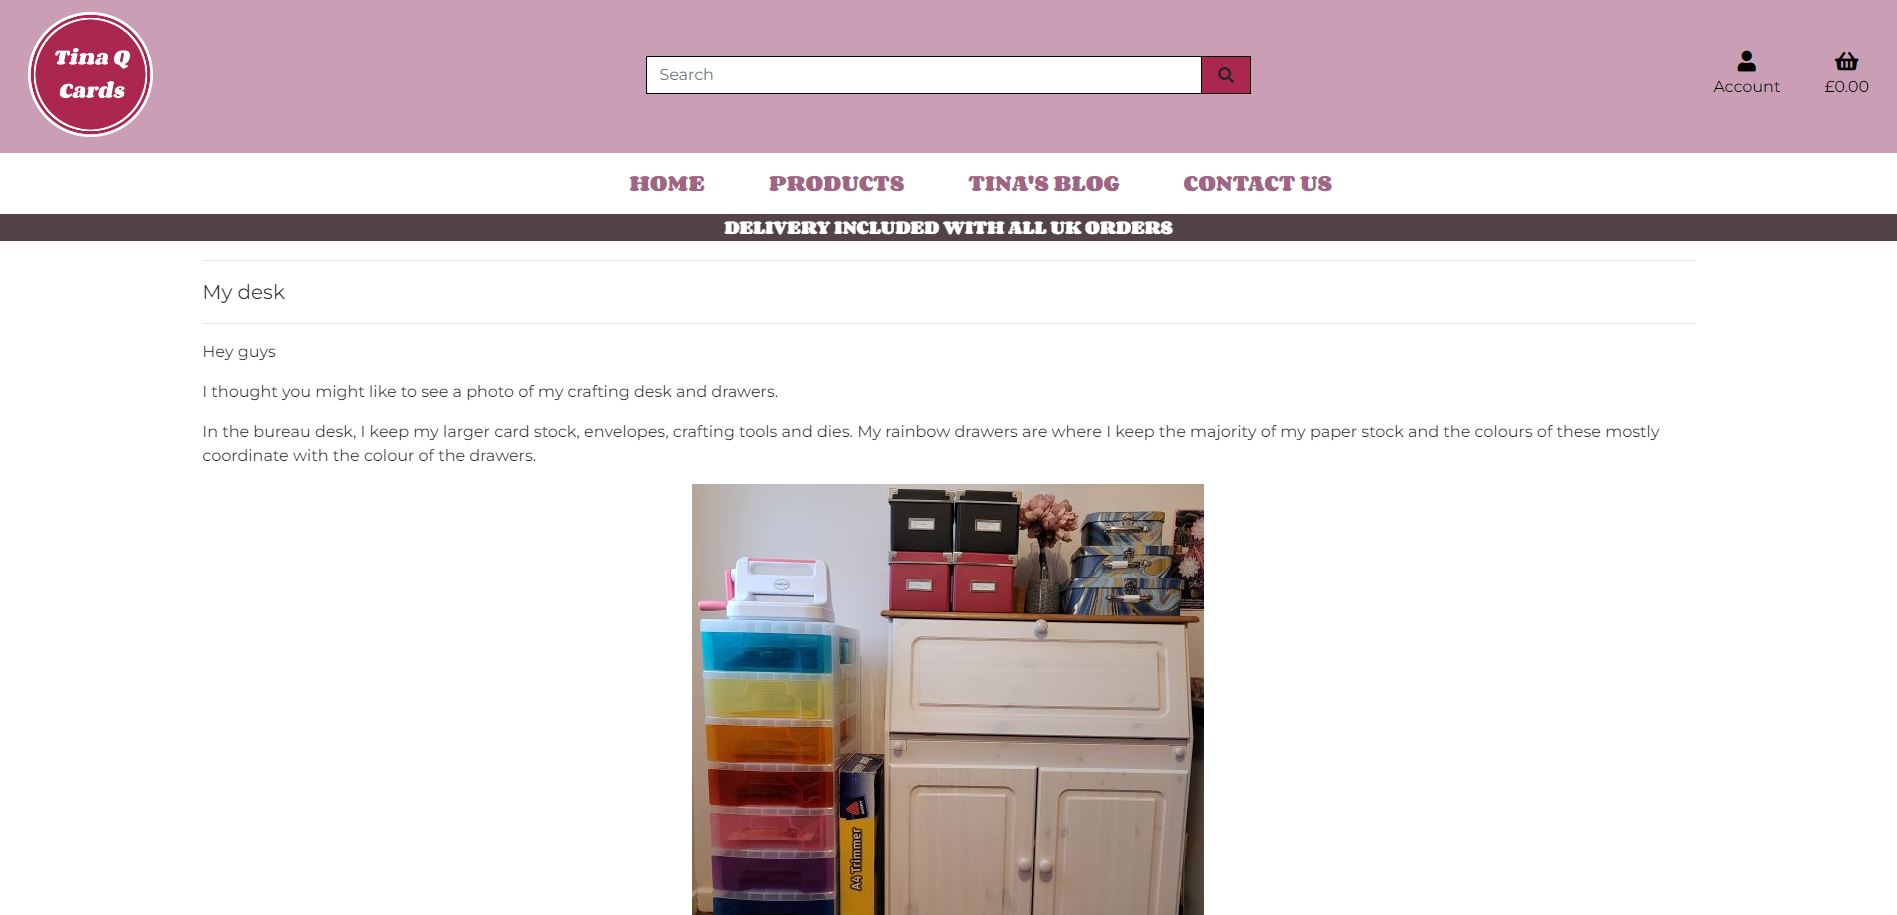 Tina Q
Cards
Search
Account
£0.00
HOME
PRODUCTS
TINA'S BLOG
CONTACT US
DELIVERY INCLUDED WITH ALL UK ORDERS
My desk
Hey guys
I thought you might like to see a photo of my crafting desk and drawers.
In the bureau desk, I keep my larger card stock, envelopes, crafting tools and dies. My rainbow drawers are where I keep the majority of my paper stock and the colours of these mostly
coordinate with the colour of the drawers.
A4 Trimmer